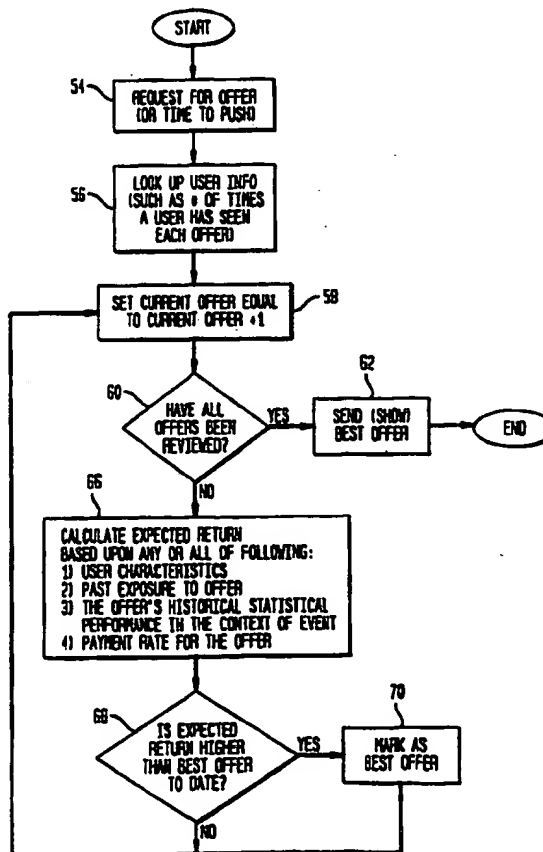 START
54
REQUEST FOR OFFER
(OR TIME TO PUSH)
56
LOOK UP USER INFO
(SUCH AS # OF TIMES
A USER HAS SEEN
EACH OFFER)
SET CURRENT OFFER EQUAL
TO CURRENT OFFER +1
58
60
HAVE ALL
OFFERS BEEN
REVIEWED?
YES
62
SEND (SHOW)
BEST OFFER
END
NO
66
CALCULATE EXPECTED RETURN
BASED UPON ANY OR ALL OF FOLLOWING:
1) USER CHARACTERISTICS
2) PAST EXPOSURE TO OFFER
3) THE OFFER'S HISTORICAL STATISTICAL
PERFORMANCE IN THE CONTEXT OF EVENT
4) PAYMENT RATE FOR THE OFFER
68
IS EXPECTED
RETURN HIGHER
THAN BEST OFFER
TO DATE?
YES
70
MARK AS
BEST OFFER
NO